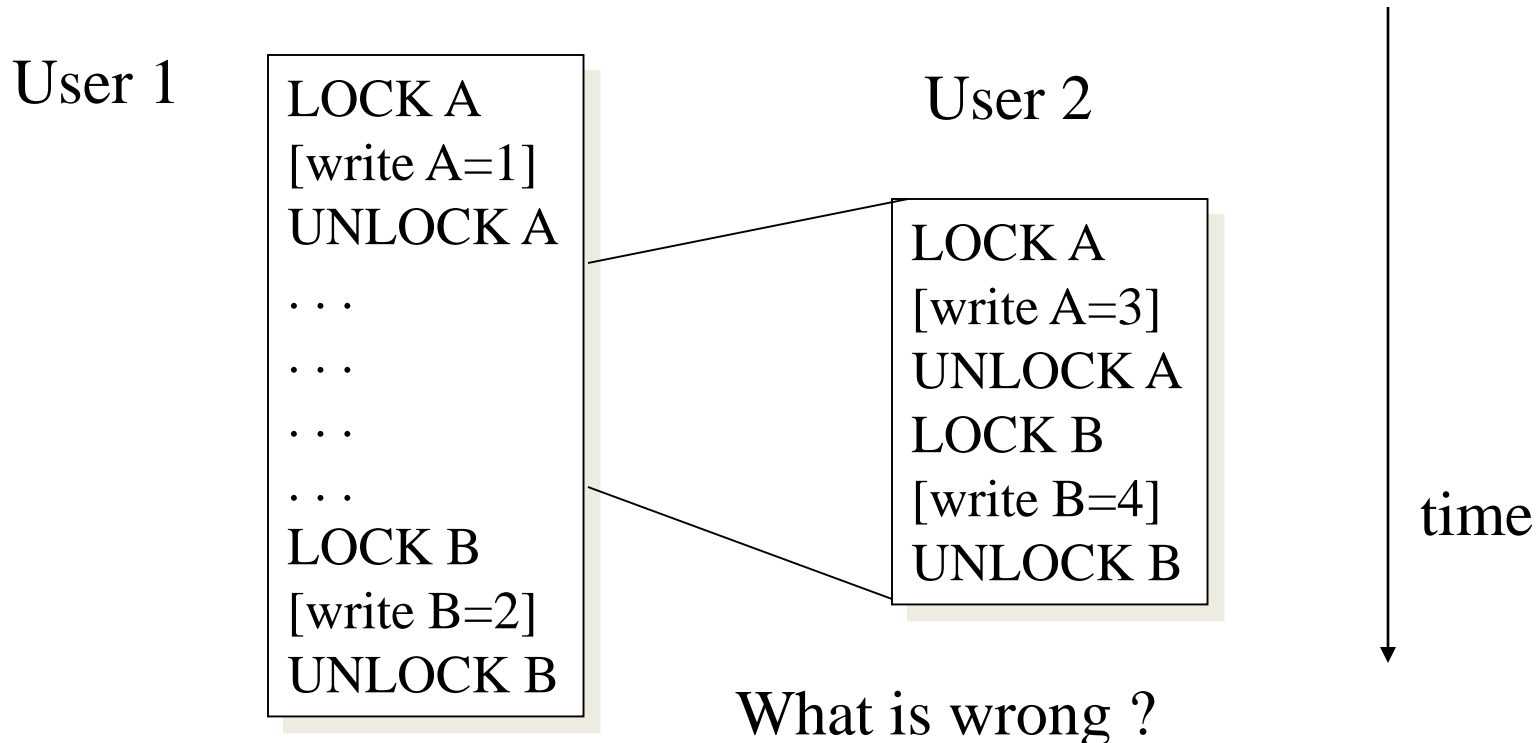 User 1
LOCK A
[write A=1]
UNLOCK A
. . .
. . .
. . .
. . .
LOCK B
[write B=2]
UNLOCK B
User 2
LOCK A
[write A=3]
UNLOCK A
LOCK B
[write B=4]
UNLOCK B
time
What is wrong ?